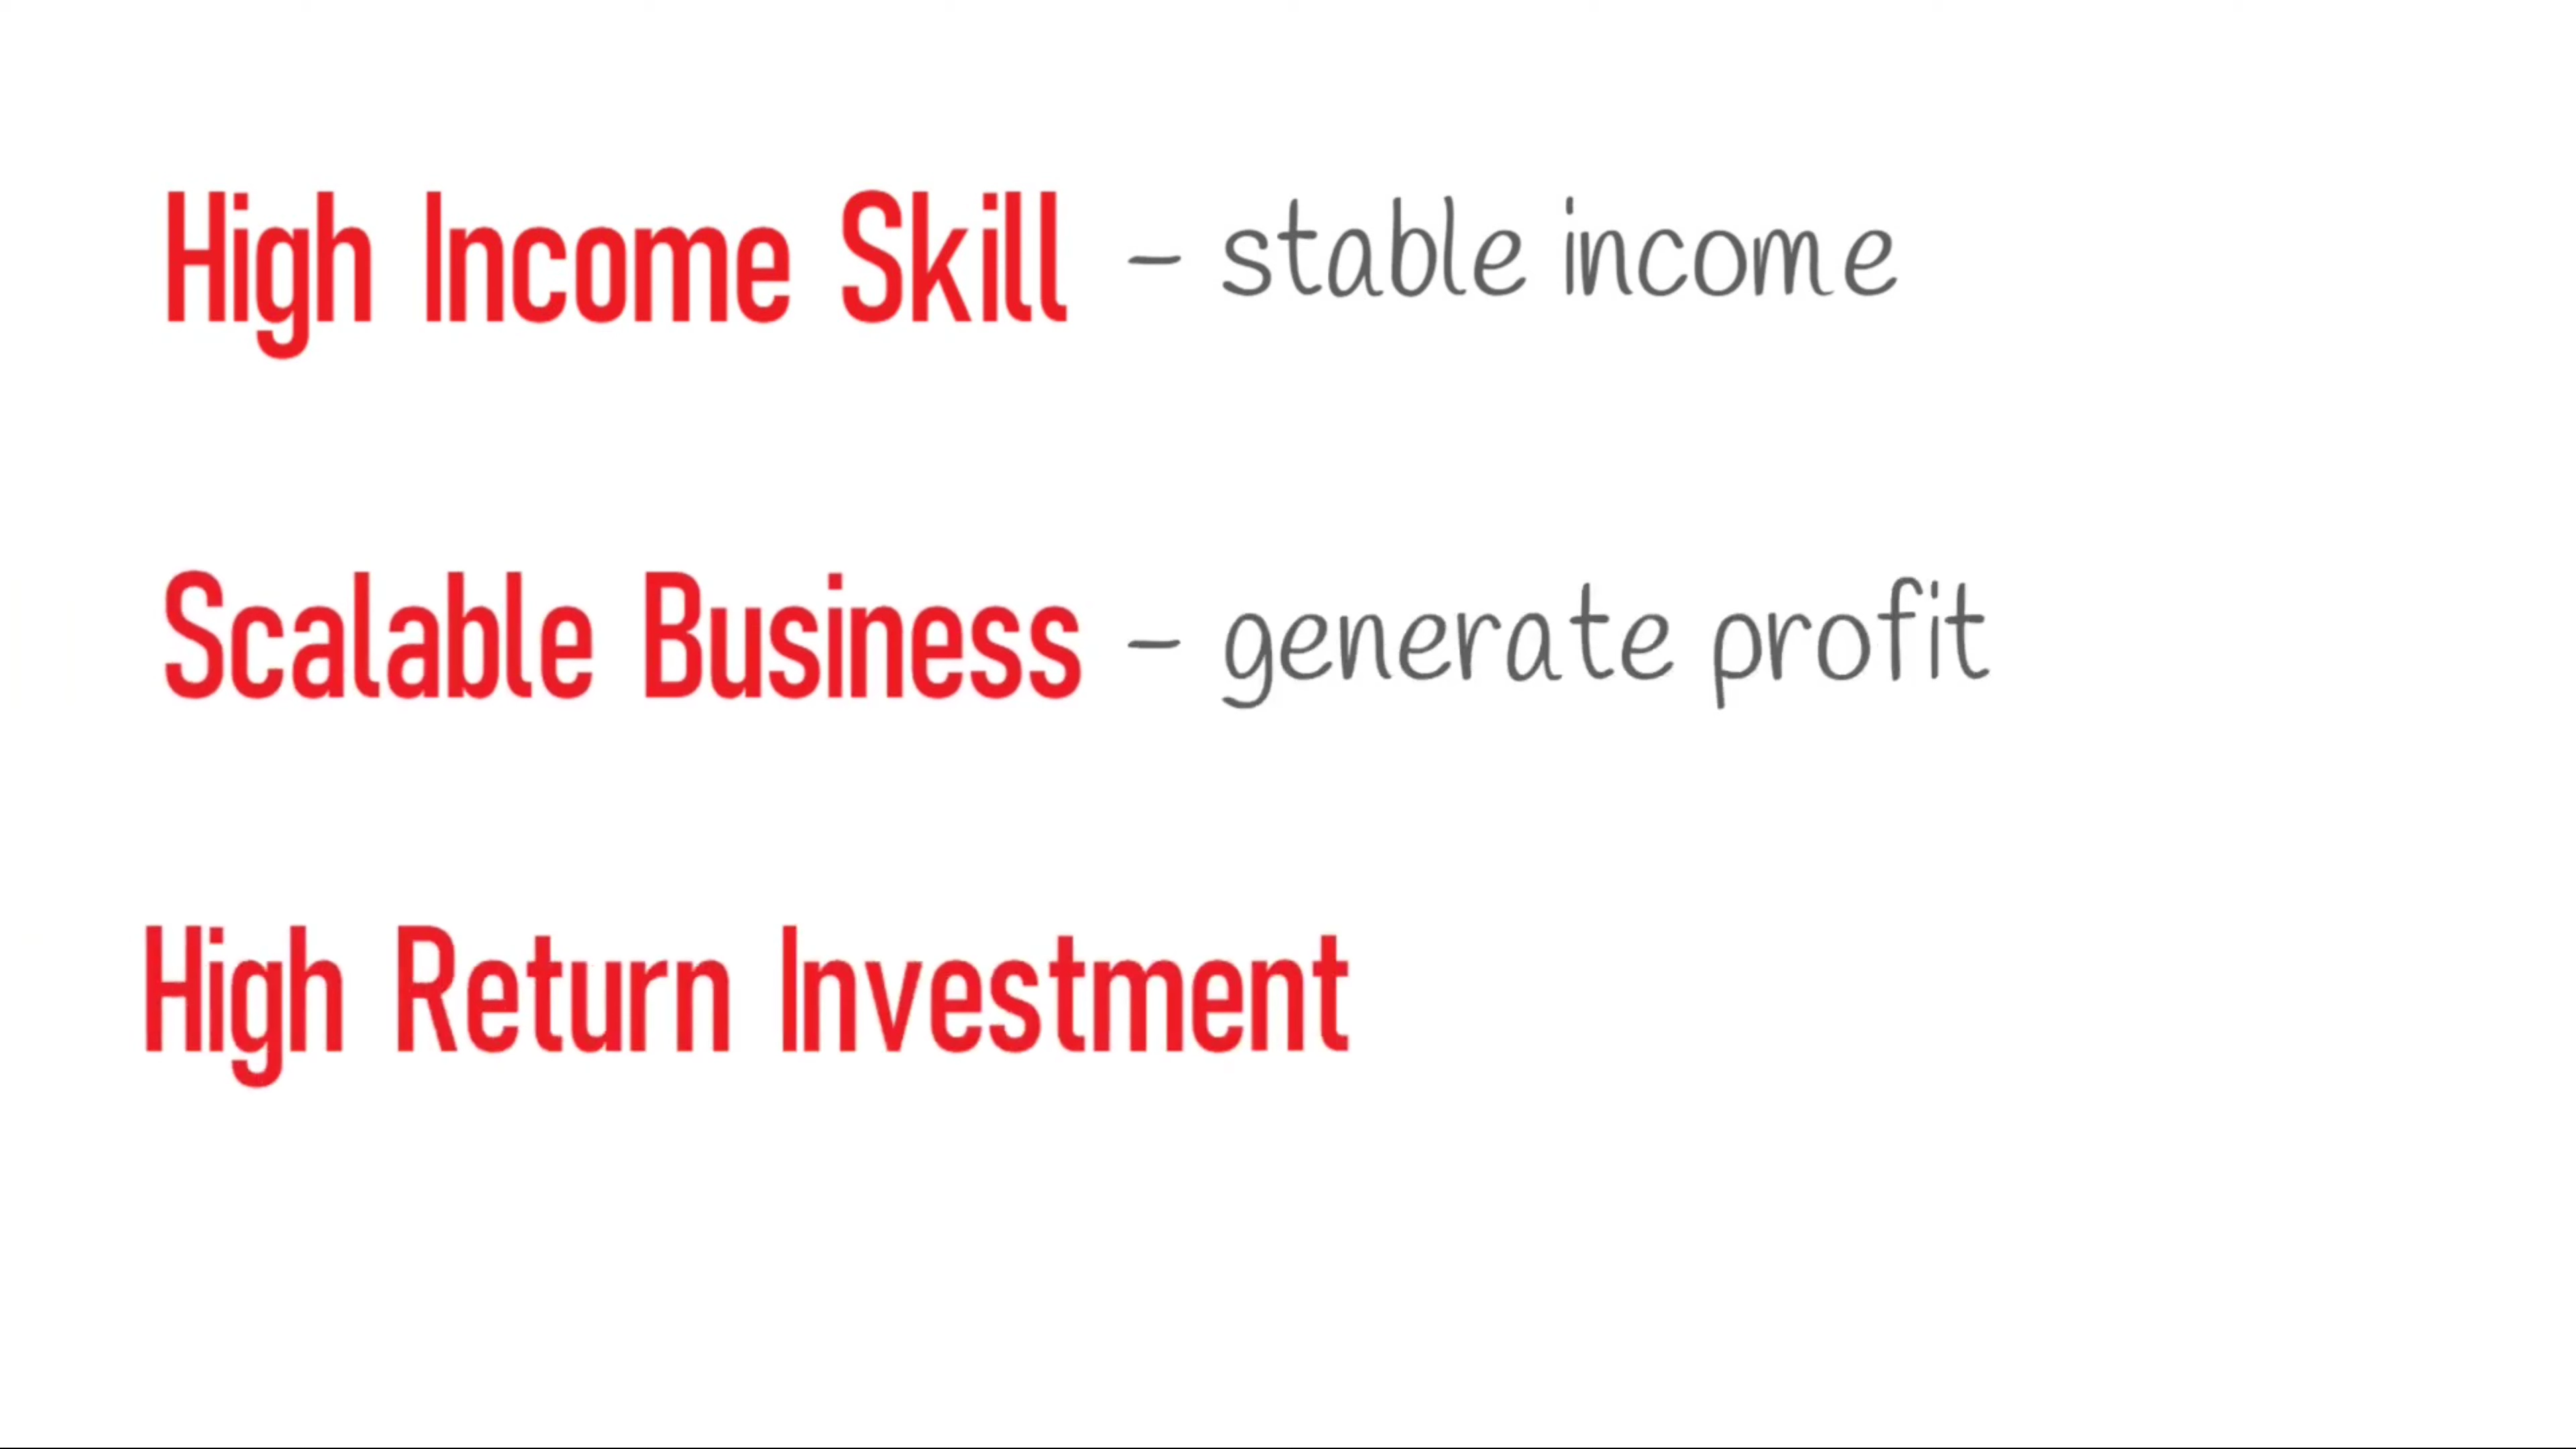 High Income Skill - stable income
Scalable Business - generate profit
High Return Investment